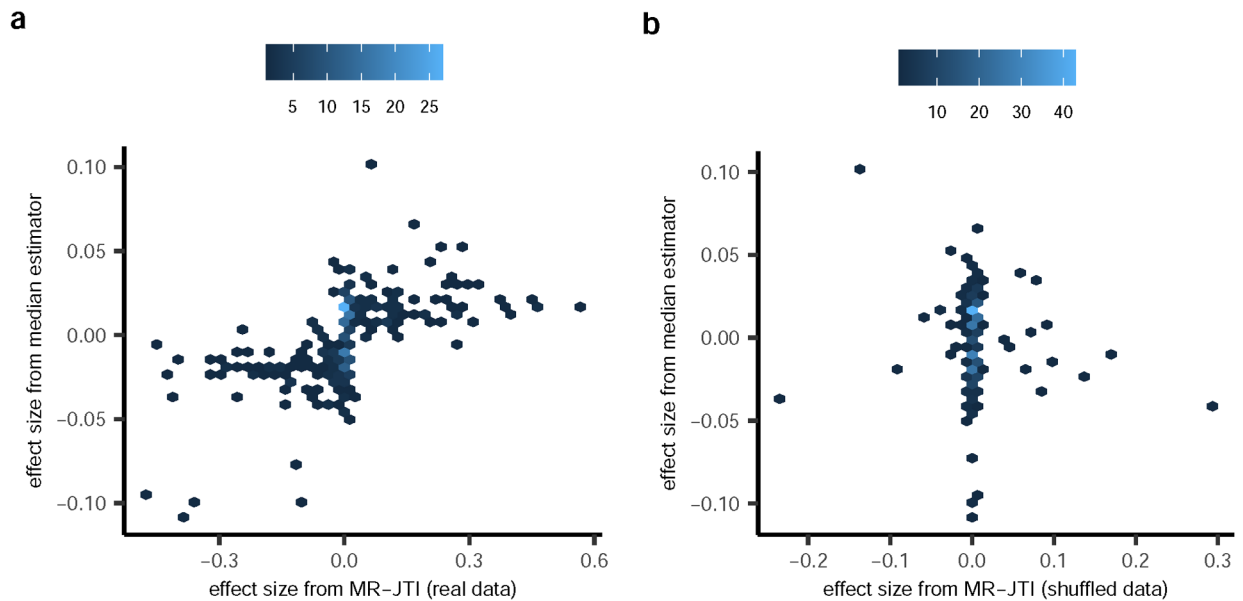 a
5 10 15 20 25
0.10
0.05
0.00
−0.05
−0.10
effect size from median estimator
−0.3 0.0 0.3 0.6
effect size from MR−JTI (real data)
b
10 20 30 40
0.10
0.05
0.00
−0.05
−0.10
effect size from median estimator
−0.2 −0.1 0.0 0.1 0.2 0.3
effect size from MR−JTI (shuffled data)